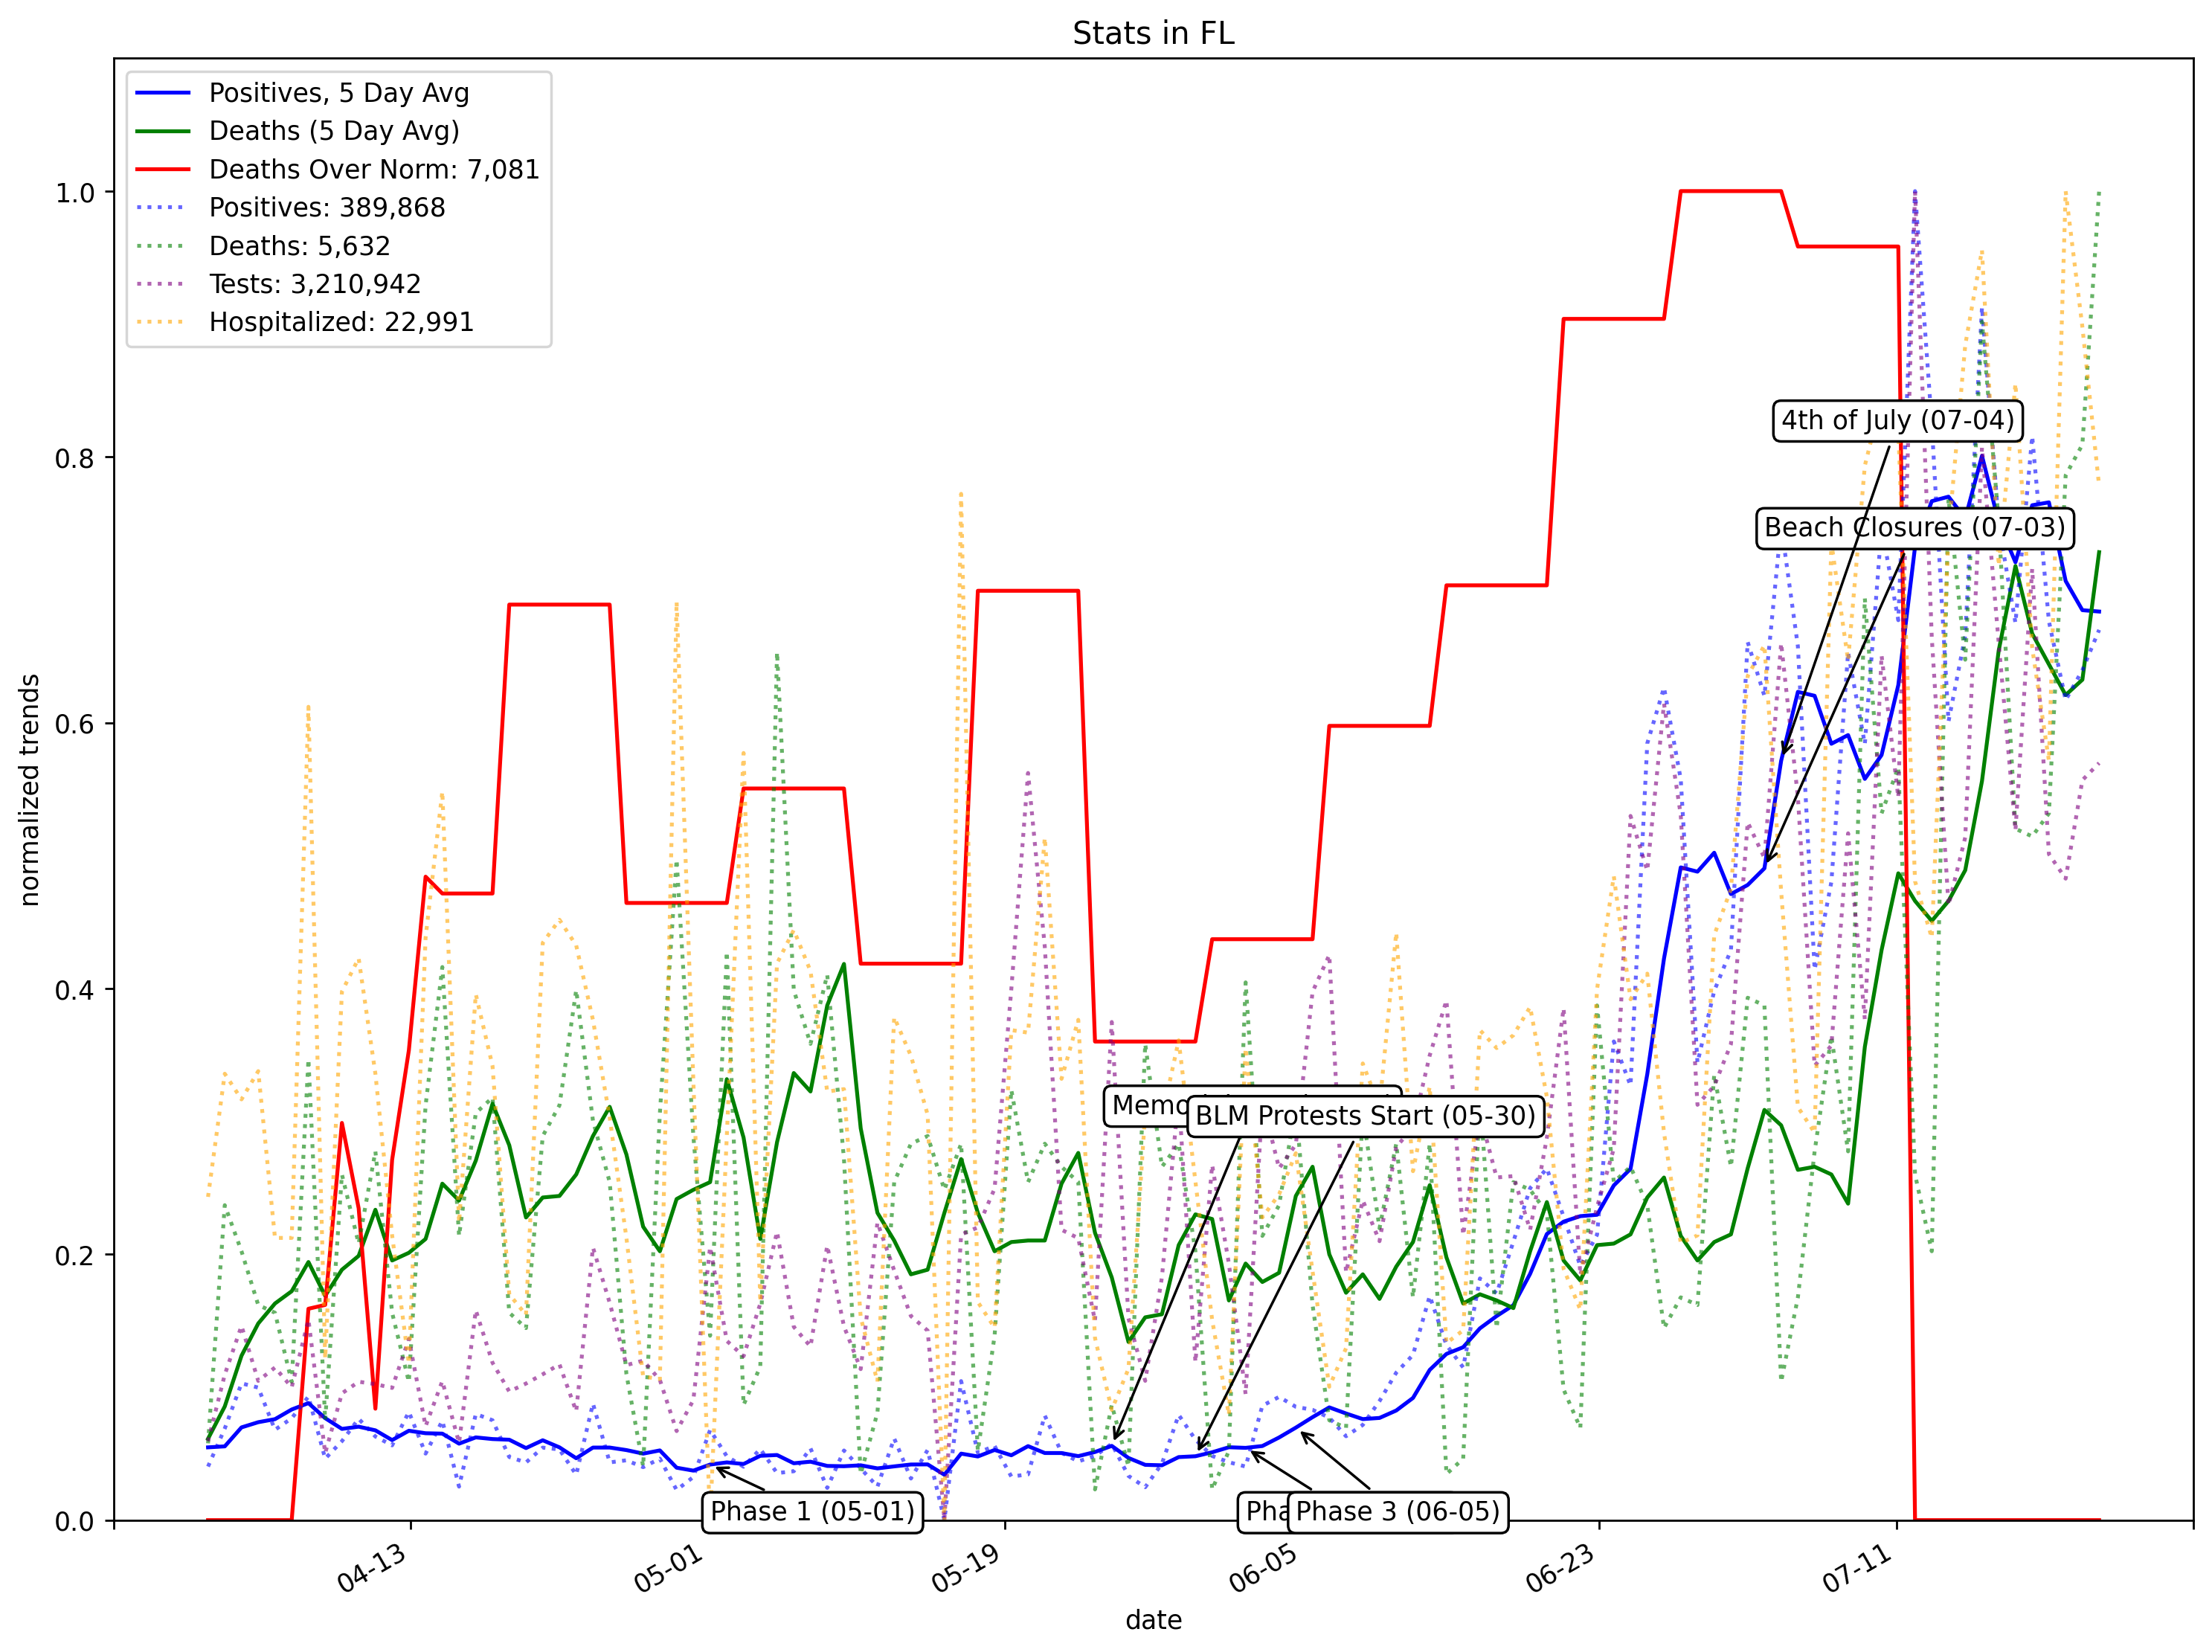 Stats in FL
Positives, 5 Day Avg
Deaths (5 Day Avg)
Deaths Over Norm: 7,081
Positives: 389,868
Deaths: 5,632
Tests: 3,210,942
Hospitalized: 22,991
normalized trends
1.0
0.8
0.6
0.4
0.2
0.0
4th of July (07-04)
Beach Closures (07-03)
BLM Protests Start (05-30)
Phase 1 (05-01)
Phase 3 (06-05)
04-13
05-01
05-19
06-05
06-23
07-11
date